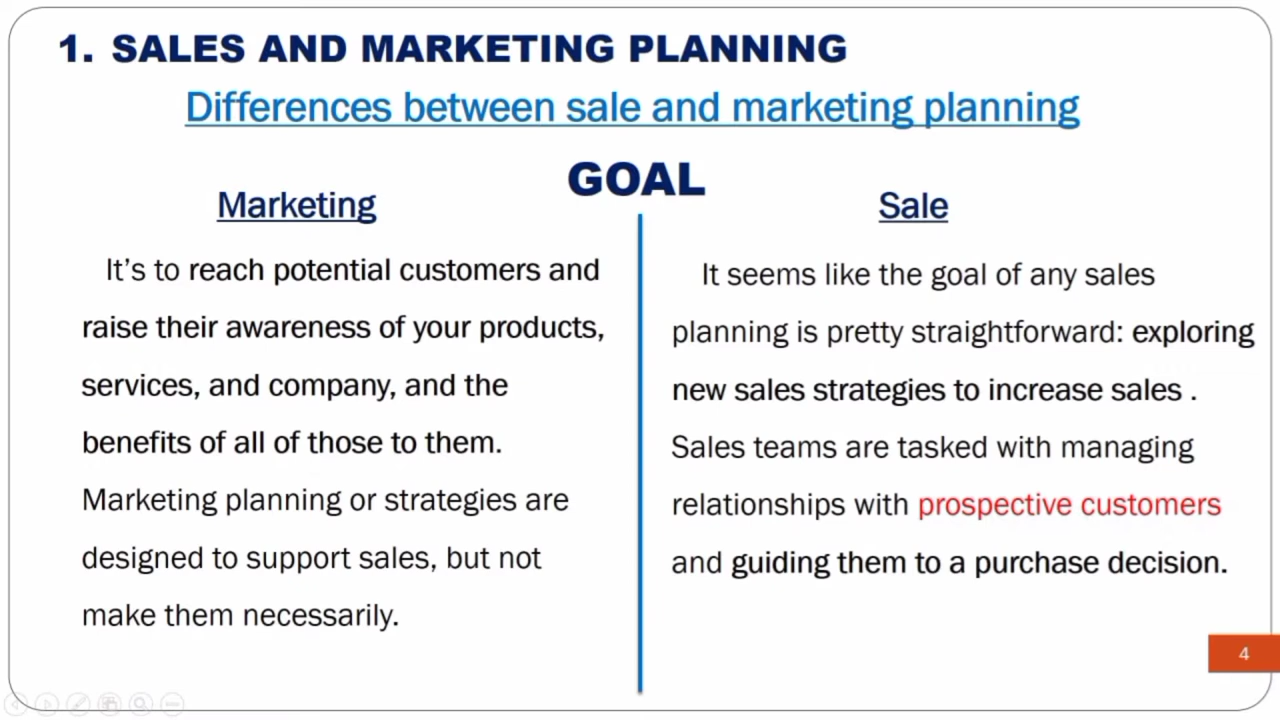 1. SALES AND MARKETING PLANNING
Differences between sale and marketing planning
GOAL
Marketing
It's to reach potential customers and
raise their awareness of your products,
services, and company, and the
benefits of all of those to them.
Marketing planning or strategies are
designed to support sales, but not
make them necessarily.
Sale
It seems like the goal of any sales
planning is pretty straightforward: exploring
new sales strategies to increase sales .
Sales teams are tasked with managing
relationships with prospective customers
and guiding them to a purchase decision.
4